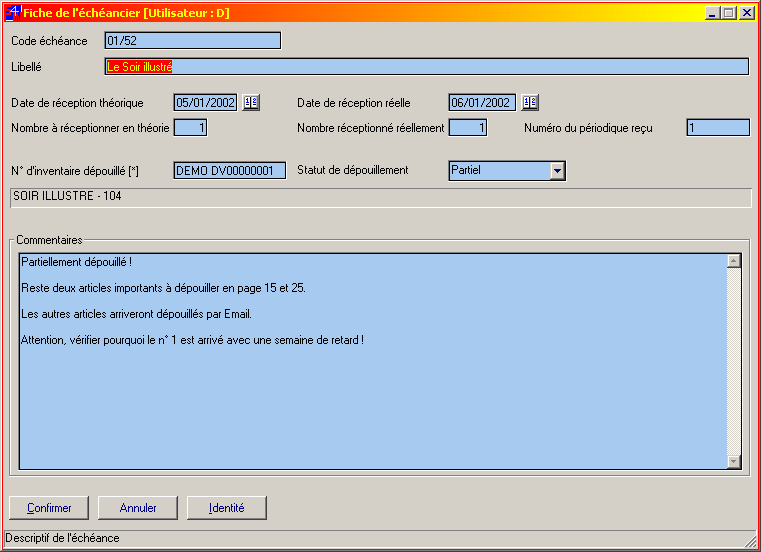 Fiche de l'échéancier [Utilisateur : D]
Code échéance 01/52
Libellé Le Soir illustré
Date de réception théorique 05/01/2002 Date de réception réelle 06/01/2002
Nombre à réceptionner en théorie 1 Nombre réceptionné réellement 1 Numéro du périodique reçu 1
N° d'inventaire dépouillé [*] DEMO DV00000001 Statut de dépouillement Partiel
SOIR ILLUSTRE - 104
Commentaires
Partiellement dépouillé !
Reste deux articles importants à dépouiller en page 15 et 25.
Les autres articles arriveront dépouillés par Email.
Attention, vérifier pourquoi le n° 1 est arrivé avec une semaine de retard !
Confirmer Annuler Identité
Descriptif de l'échéance